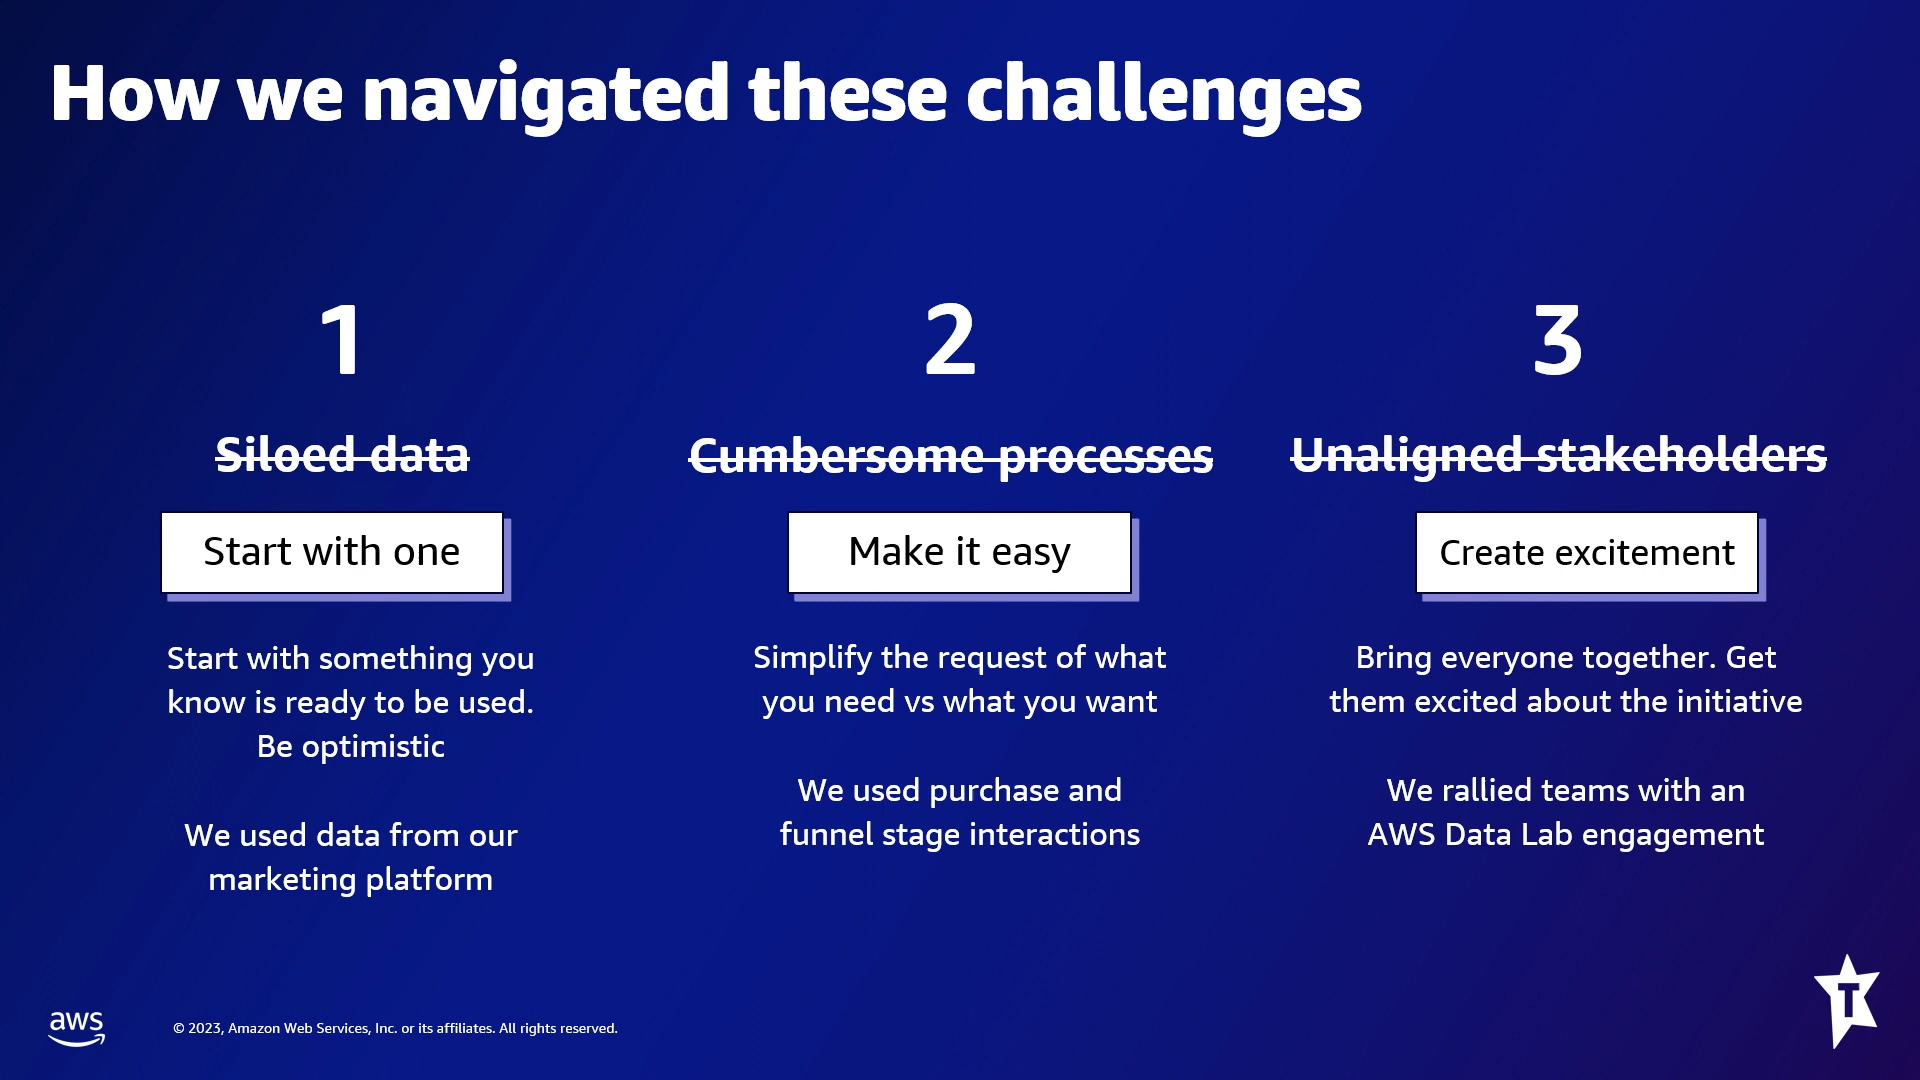 How we navigated these challenges
1
Siloed data
Start with one
Start with something you
know is ready to be used.
Be optimistic
We used data from our
marketing platform
2
Cumbersome processes
Make it easy
Simplify the request of what
you need vs what you want
We used purchase and
funnel stage interactions
3
Unaligned stakeholders
Create excitement
Bring everyone together. Get
them excited about the initiative
We rallied teams with an
AWS Data Lab engagement
aws
© 2023, Amazon Web Services, Inc. or its affiliates. All rights reserved.
T